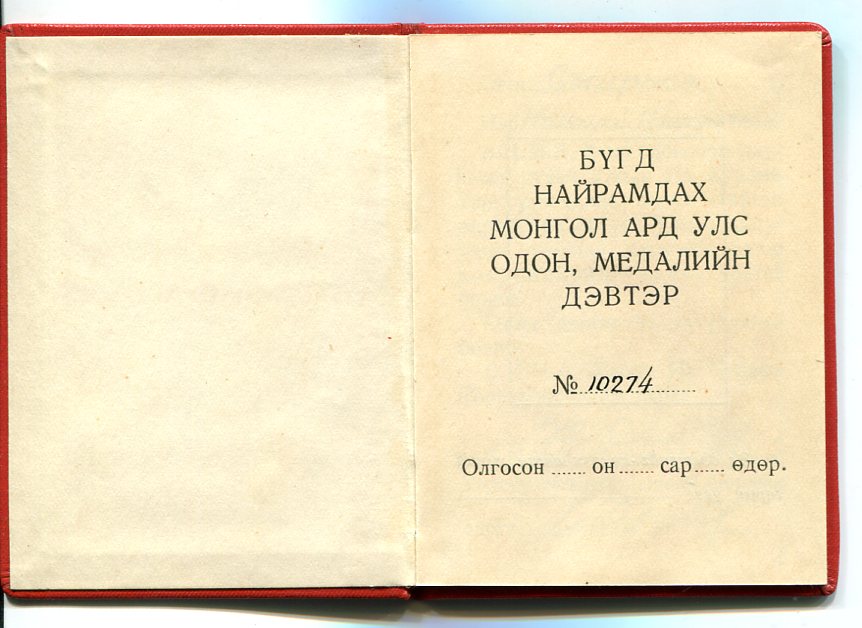 БҮГД
НАЙРАМДАХ
МОНГОЛ АРД УЛС
ОДОН, МЕДАЛИЙН
ДЭВТЭР
№ 10274
Олгосон ...... он ...... сар ...... өдөр.